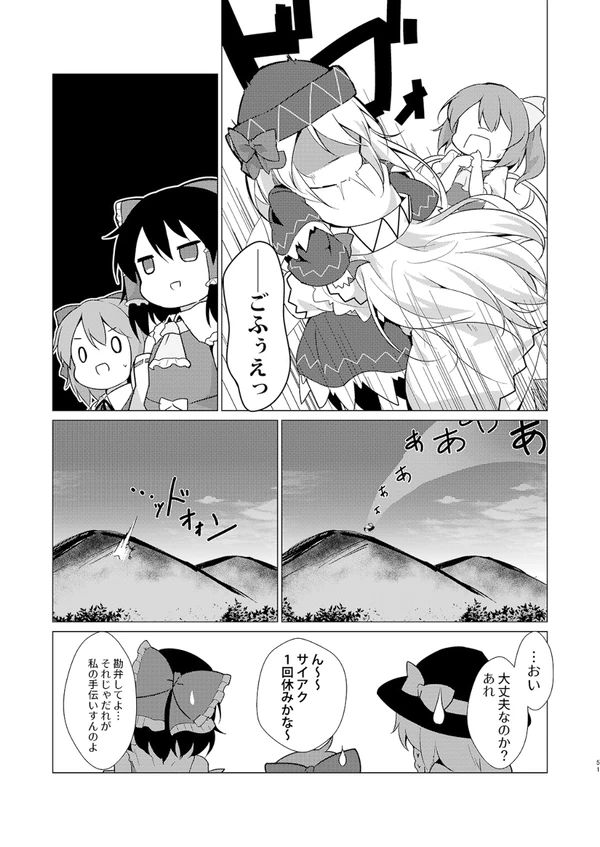 ドゴォ
――ごふぅえっ
あぁあぁぁぁ
…ッドオォン
…おい
大丈夫なのか？
あれ
ん～～
サイアク
１回休みかな～
勘弁してよ…
それじゃだれが
私の手伝いすんのよ
51